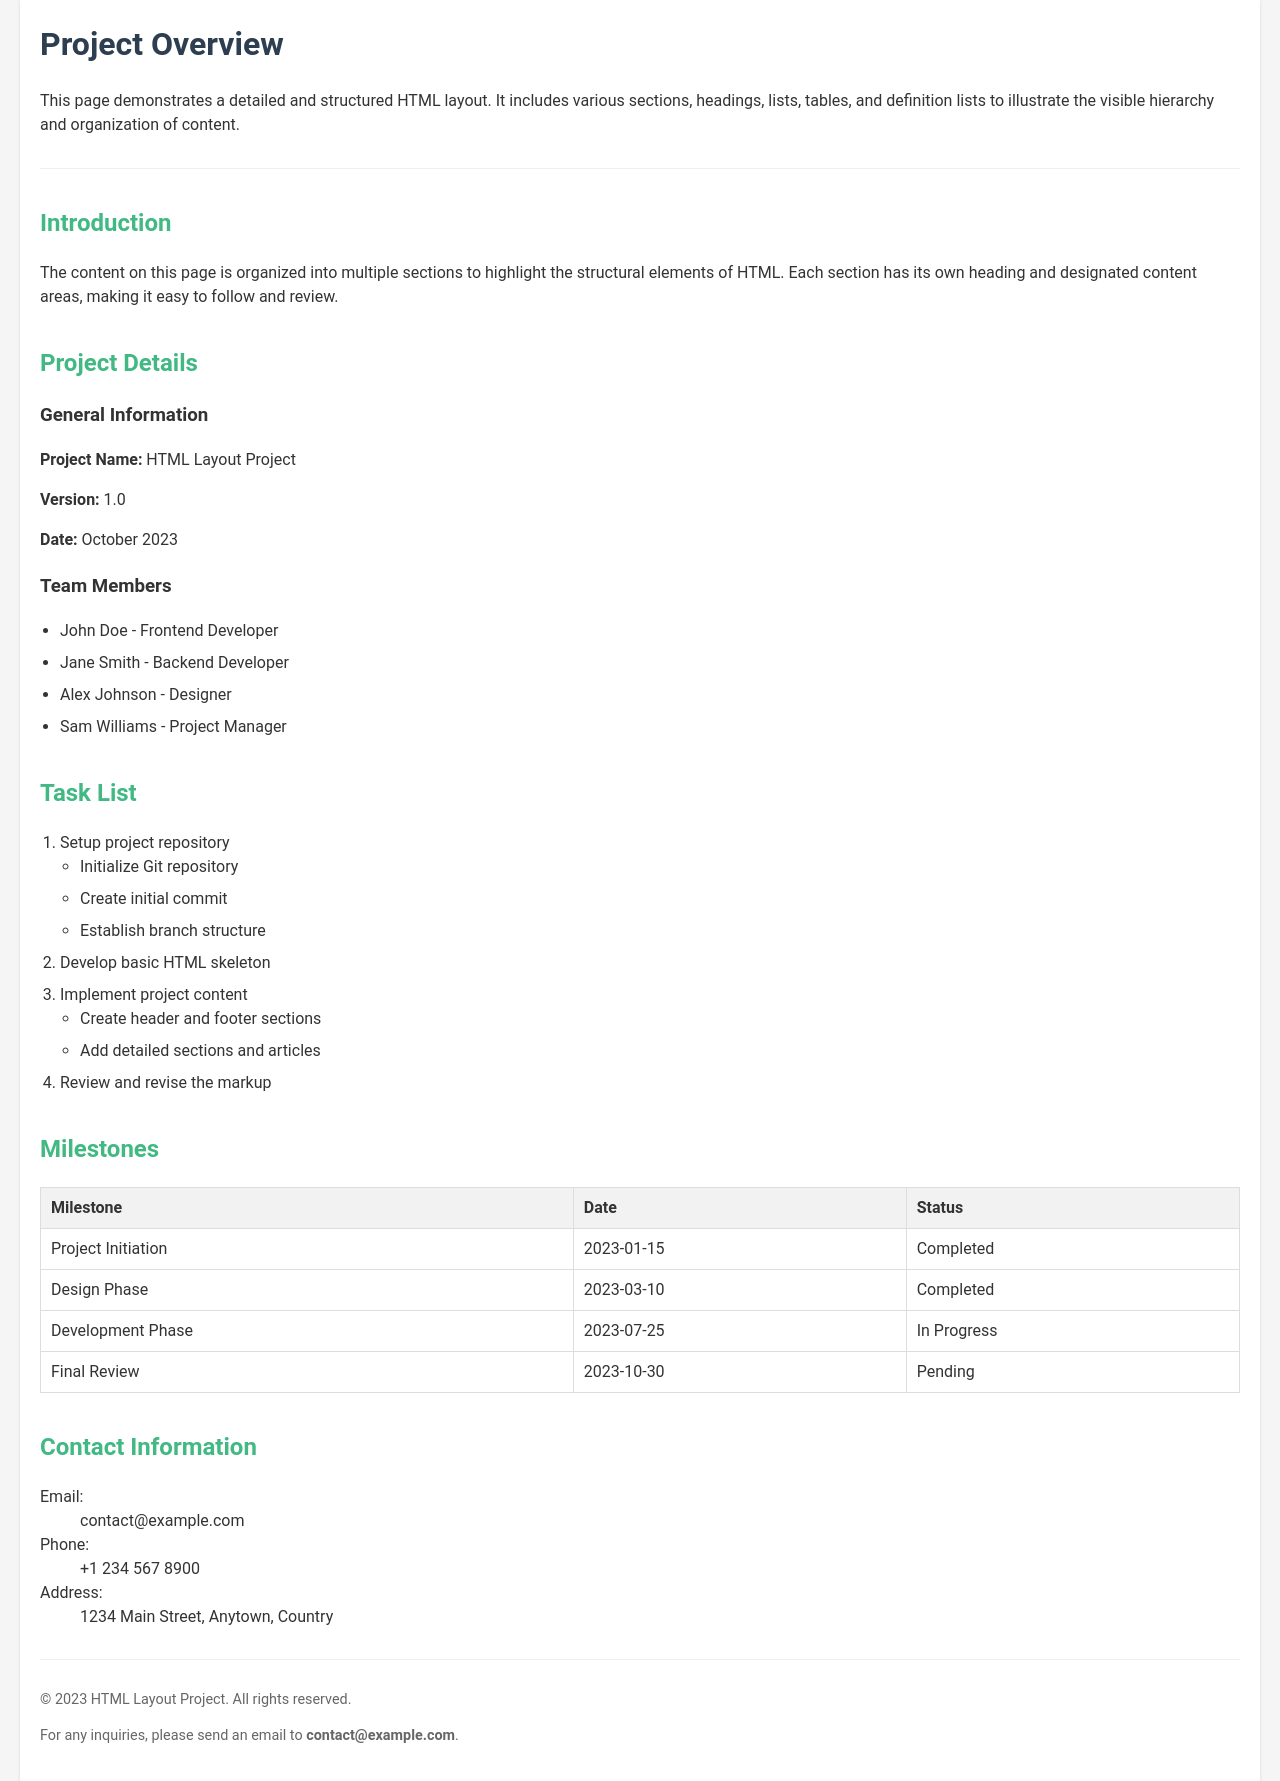 Project Overview
This page demonstrates a detailed and structured HTML layout. It includes various sections, headings, lists, tables, and definition lists to illustrate the visible hierarchy
and organization of content.
Introduction
The content on this page is organized into multiple sections to highlight the structural elements of HTML. Each section has its own heading and designated content
areas, making it easy to follow and review.
Project Details
General Information
Project Name: HTML Layout Project
Version: 1.0
Date: October 2023
Team Members
• John Doe - Frontend Developer
• Jane Smith - Backend Developer
• Alex Johnson - Designer
• Sam Williams - Project Manager
Task List
1. Setup project repository
◦ Initialize Git repository
◦ Create initial commit
◦ Establish branch structure
2. Develop basic HTML skeleton
3. Implement project content
◦ Create header and footer sections
◦ Add detailed sections and articles
4. Review and revise the markup
Milestones
Milestone Date Status
Project Initiation 2023-01-15 Completed
Design Phase 2023-03-10 Completed
Development Phase 2023-07-25 In Progress
Final Review 2023-10-30 Pending
Contact Information
Email:
contact@example.com
Phone:
+1 234 567 8900
Address:
1234 Main Street, Anytown, Country
© 2023 HTML Layout Project. All rights reserved.
For any inquiries, please send an email to contact@example.com.